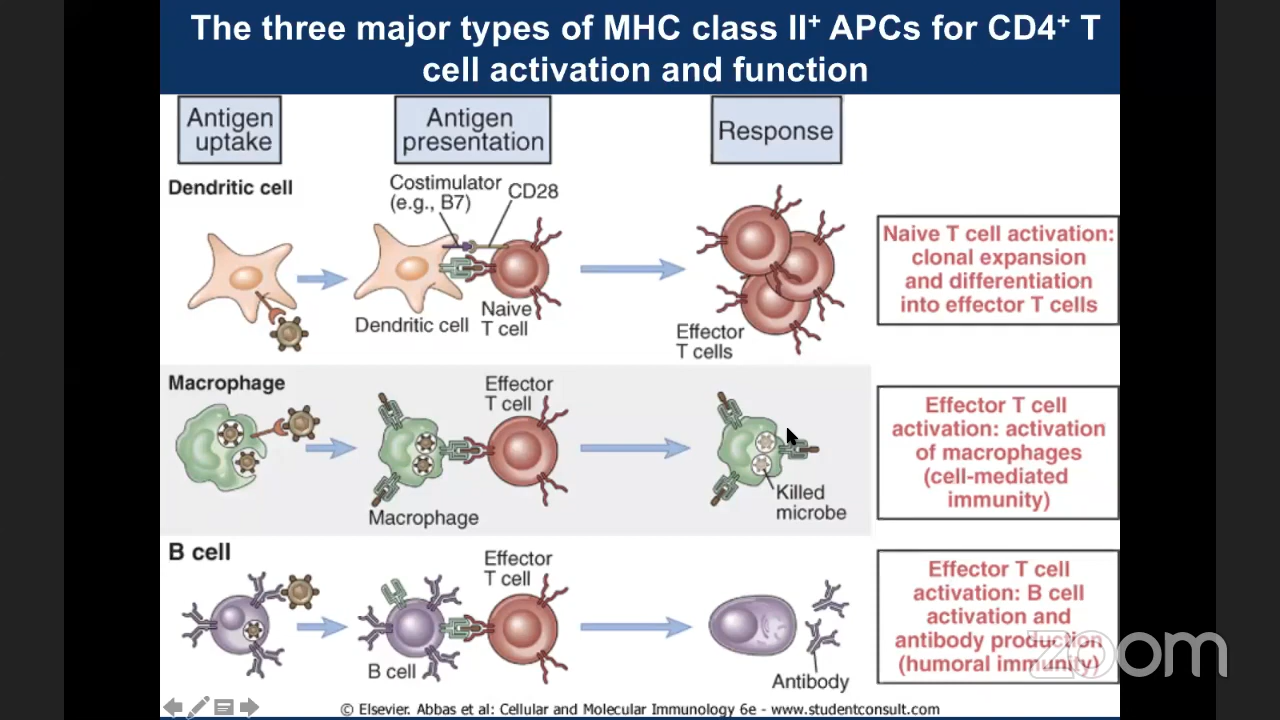 The three major types of MHC class II⁺ APCs for CD4⁺ T
cell activation and function
Antigen
uptake
Antigen
presentation
Response
Dendritic cell
Costimulator
(e.g., B7)
CD28
Dendritic cell
Naive
T cell
Effector
T cells
Naive T cell activation:
clonal expansion
and differentiation
into effector T cells
Macrophage
Effector
T cell
Macrophage
Killed
microbe
Effector T cell
activation: activation
of macrophages
(cell-mediated
immunity)
B cell
Effector
T cell
B cell
Antibody
Effector T cell
activation: B cell
activation and
antibody production
(humoral immunity)
zoom
© Elsevier. Abbas et al: Cellular and Molecular Immunology 6e - www.studentconsult.com